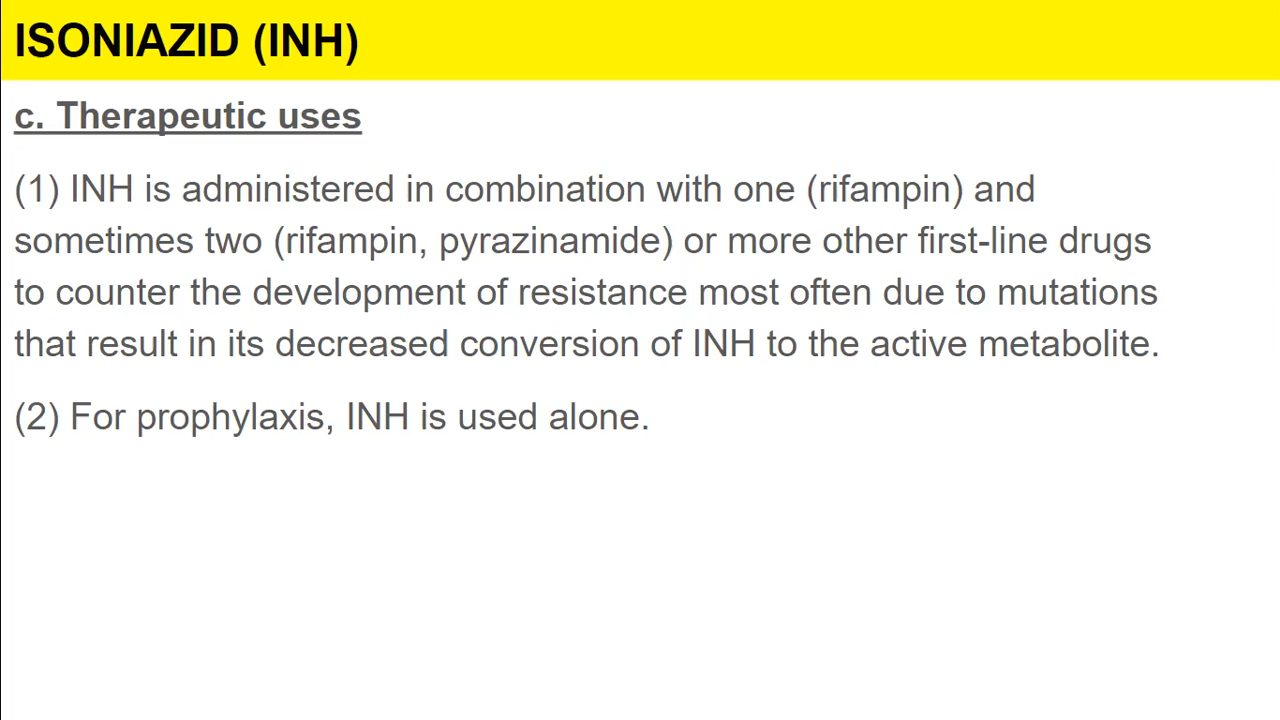 ISONIAZID (INH)
c. Therapeutic uses
(1) INH is administered in combination with one (rifampin) and
sometimes two (rifampin, pyrazinamide) or more other first-line drugs
to counter the development of resistance most often due to mutations
that result in its decreased conversion of INH to the active metabolite.
(2) For prophylaxis, INH is used alone.